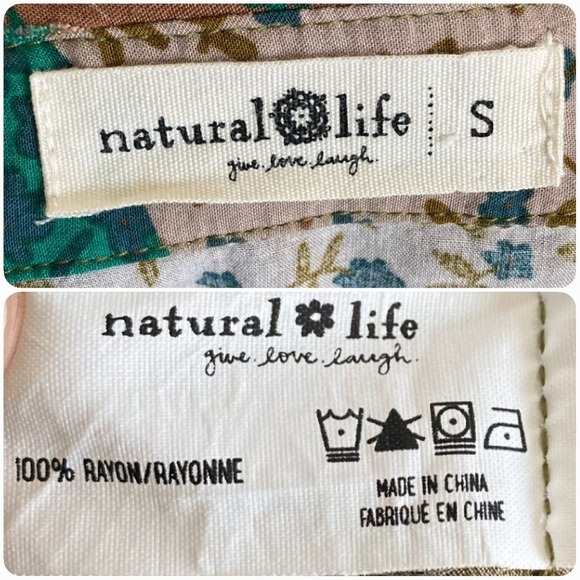 natural life S
give.love.laugh.
natural life
give.love.laugh.
100% RAYON/RAYONNE
MADE IN CHINA
FABRIQUÉ EN CHINE